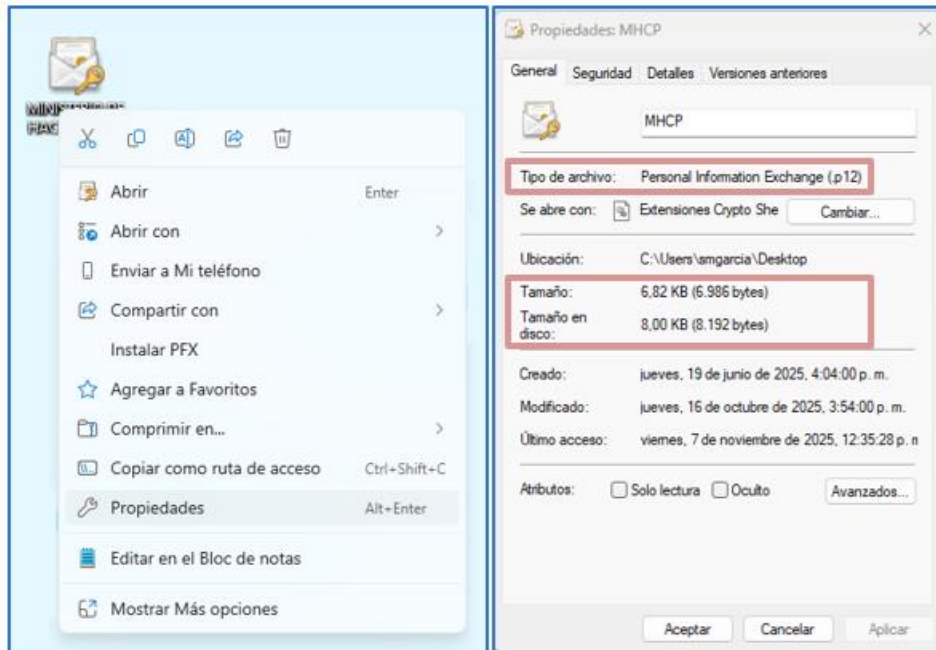 MINISTERIO DE
HAC
Abrir Enter
Abrir con
Enviar a Mi teléfono
Compartir con
Instalar PFX
Agregar a Favoritos
Comprimir en...
Copiar como ruta de acceso Ctrl+Shift+C
Propiedades Alt+Enter
Editar en el Bloc de notas
Mostrar Más opciones
Propiedades: MHCP
General Seguridad Detalles Versiones anteriores
MHCP
Tipo de archivo: Personal Information Exchange (.p12)
Se abre con: Extensiones Crypto She Cambiar...
Ubicación: C:\Users\smgarcia\Desktop
Tamaño: 6,82 KB (6.986 bytes)
Tamaño en
disco: 8,00 KB (8.192 bytes)
Creado: jueves, 19 de junio de 2025, 4:04:00 p. m.
Modificado: jueves, 16 de octubre de 2025, 3:54:00 p. m.
Último acceso: viernes, 7 de noviembre de 2025, 12:35:28 p. n
Atributos: Solo lectura Oculto Avanzados...
Aceptar Cancelar Aplicar